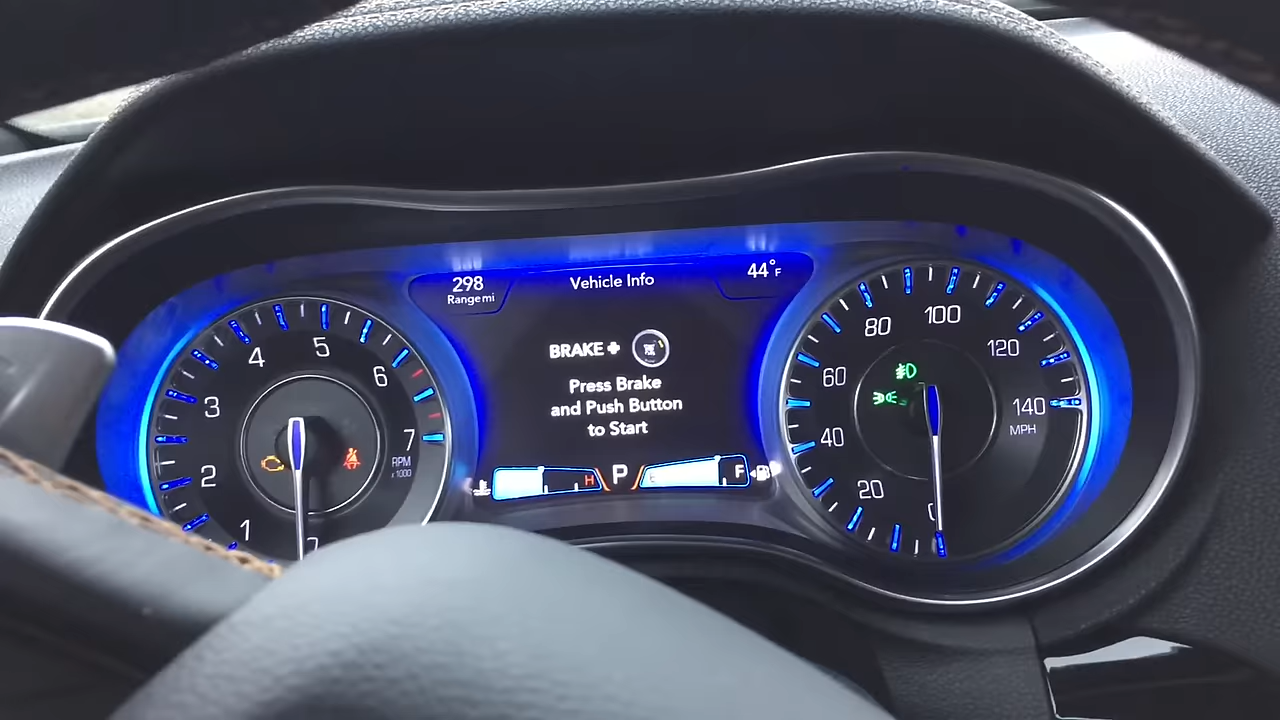 298
Range mi
Vehicle Info
44°F
BRAKE +
Press Brake
and Push Button
to Start
H
P
E
F
1
2
3
4
5
6
7
RPM
x 1000
0
20
40
60
80
100
120
140
MPH